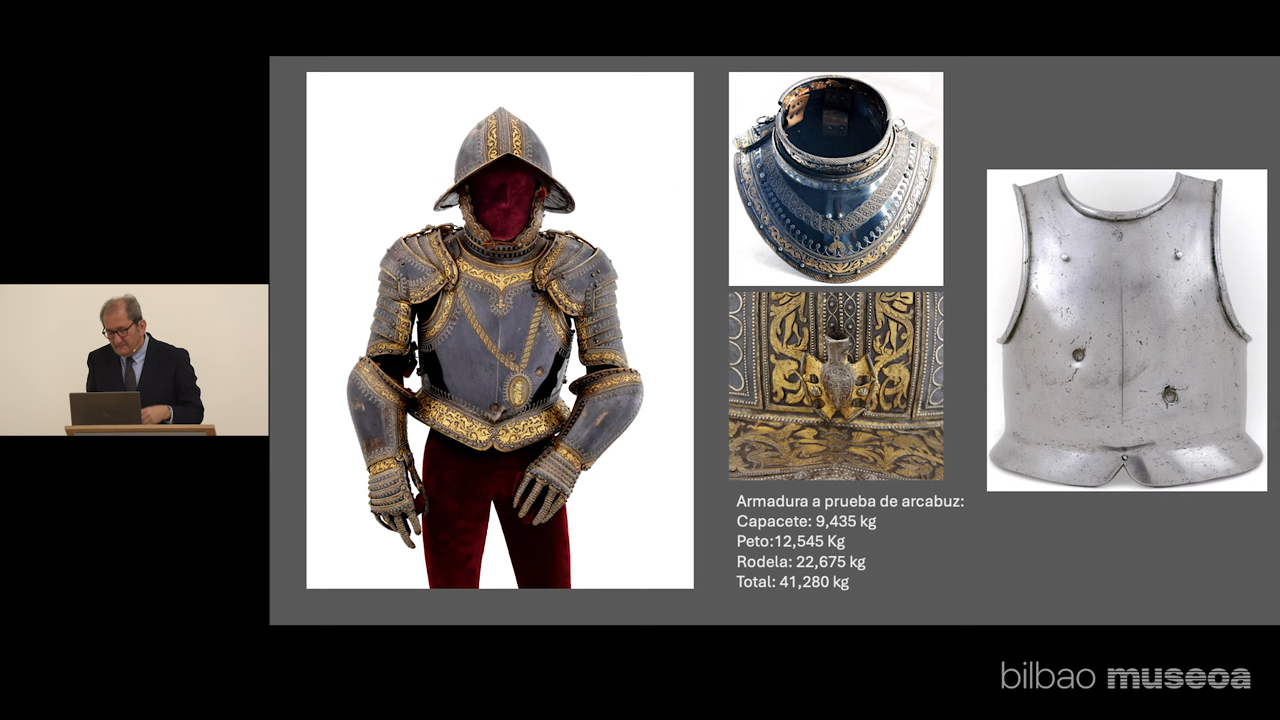 Armadura a prueba de arcabuz:
Capacete: 9,435 kg
Peto:12,545 Kg
Rodela: 22,675 kg
Total: 41,280 kg
bilbao museoa